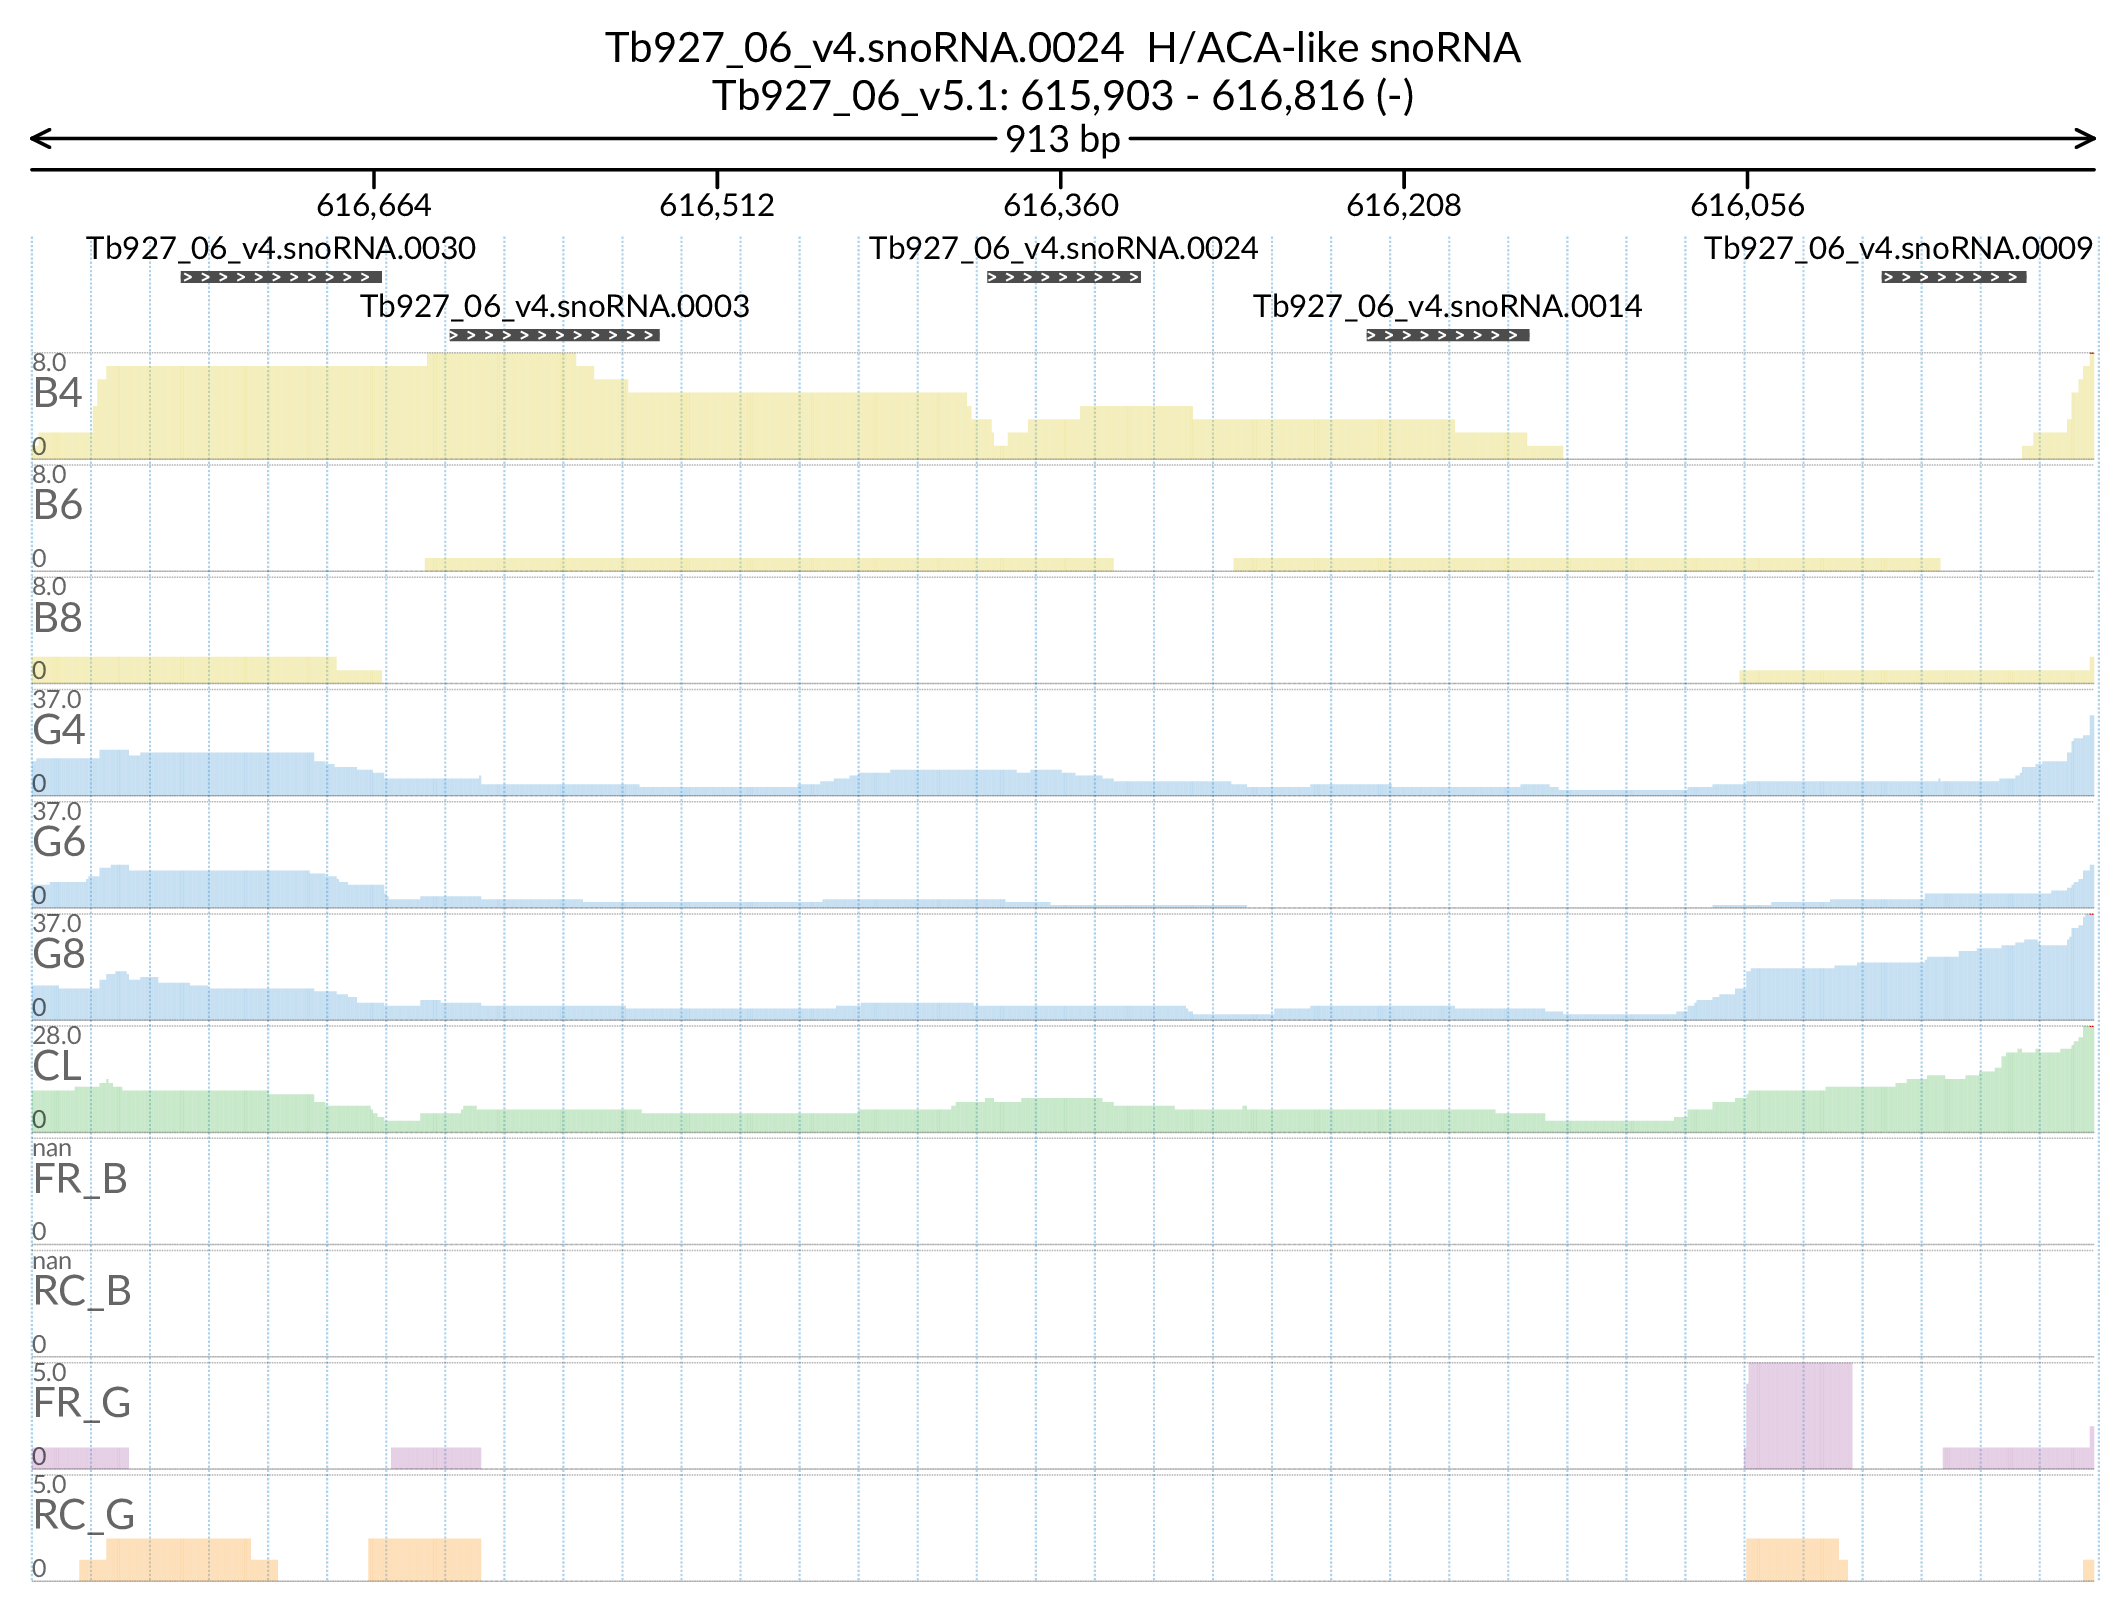 Tb927_06_v4.snoRNA.0024 H/ACA-like snoRNA
Tb927_06_v5.1: 615,903 - 616,816 (-)
913 bp
616,664 616,512 616,360 616,208 616,056
Tb927_06_v4.snoRNA.0030 Tb927_06_v4.snoRNA.0024 Tb927_06_v4.snoRNA.0009
Tb927_06_v4.snoRNA.0003 Tb927_06_v4.snoRNA.0014
8.0
B4
0
8.0
B6
0
8.0
B8
0
37.0
G4
0
37.0
G6
0
37.0
G8
0
28.0
CL
0
nan
FR_B
0
nan
RC_B
0
5.0
FR_G
0
5.0
RC_G
0